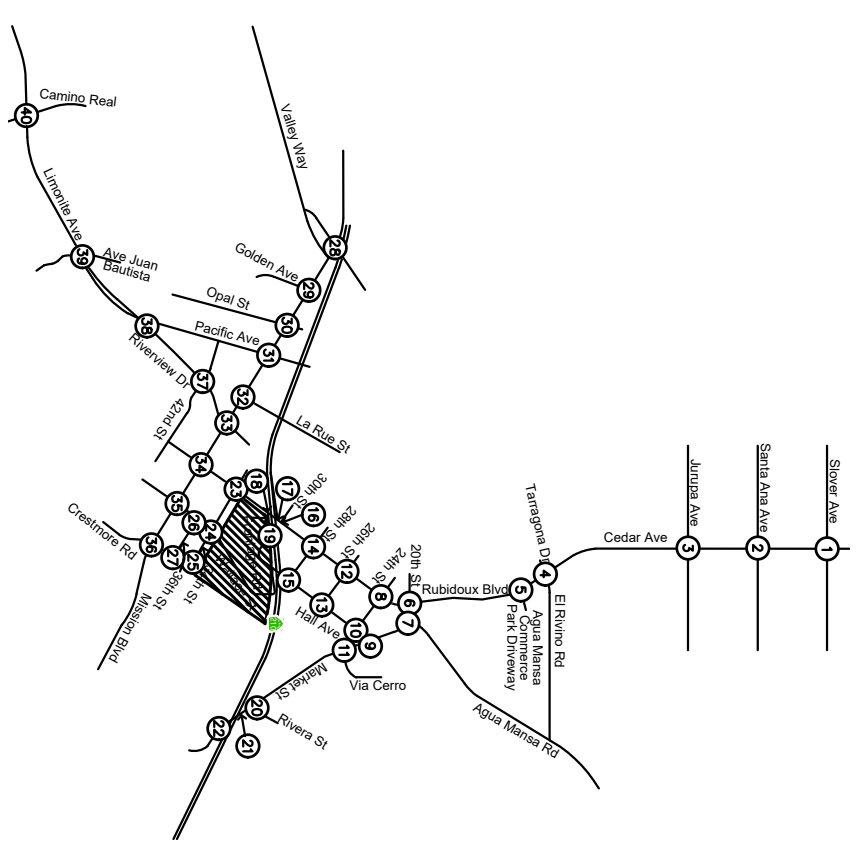 Camino Real
40
Limonite Ave
Valley Way
39
Ave Juan
Bautista
28
Golden Ave
29
Opal St
30
38
Pacific Ave
31
Riverview Dr
37
42nd St
32
33
La Rue St
34
35
Crestmore Rd
36
23
18
17
30th St
16
19
26
24
27
25
36th St
Mission Blvd
28th St
14
26th St
12
24th St
15
13
8
20th St
6
7
Hall Ave
10
9
11
Via Cerro
Market St
20
Rivera St
22
21
Rubidoux Blvd
5
4
Tarragona Dr
Agua Mansa
Commerce
Park Driveway
El Rivino Rd
Agua Mansa Rd
Cedar Ave
3
Jurupa Ave
2
Santa Ana Ave
1
Slover Ave